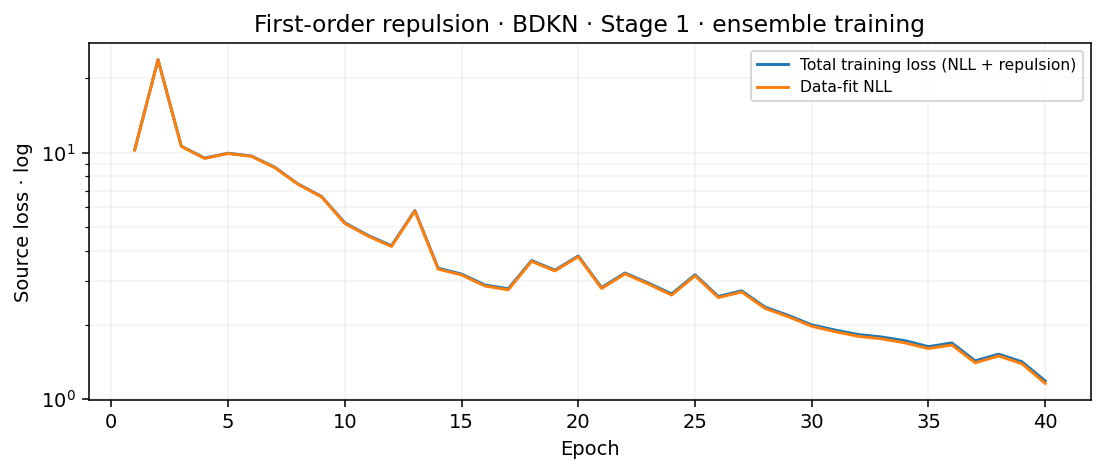 First-order repulsion · BDKN · Stage 1 · ensemble training
Total training loss (NLL + repulsion)
Data-fit NLL
Source loss · log
10¹
10⁰
0 5 10 15 20 25 30 35 40
Epoch